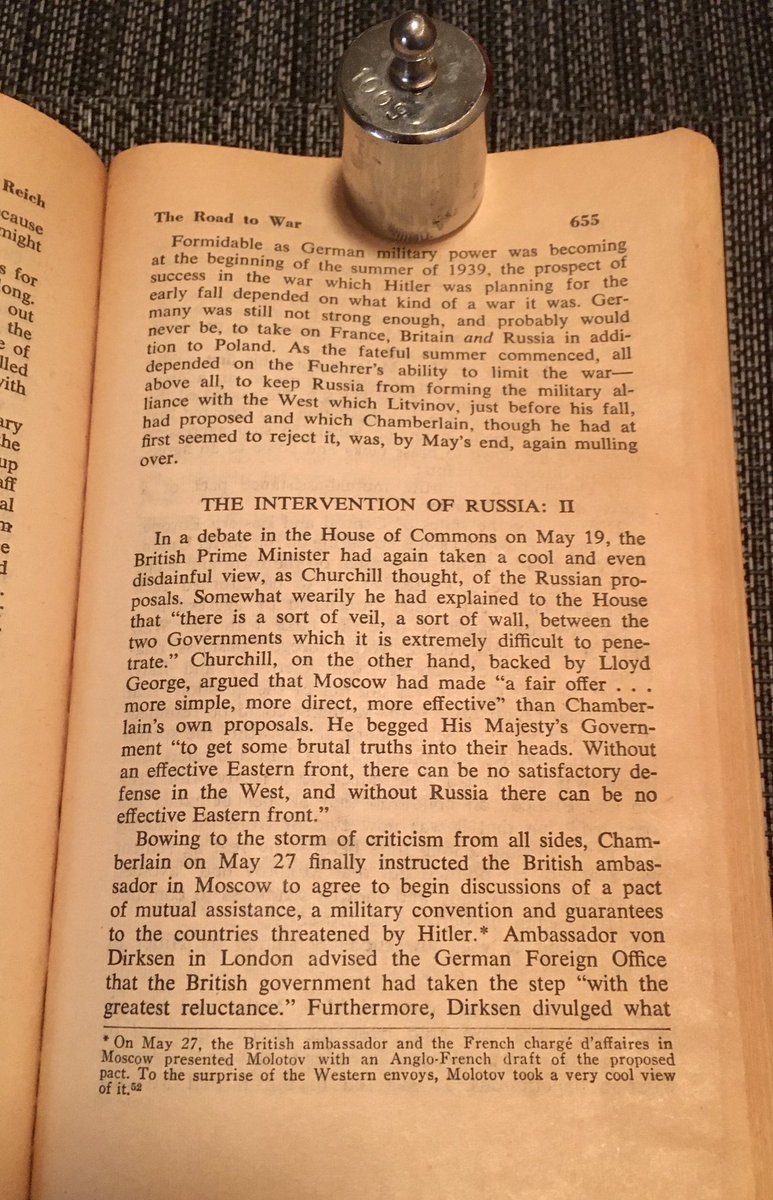 100g
Reich
cause
might
s for
ong.
out
the
e of
lled
with
ary
the
up
aff
al
m
e
d
The Road to War 655
Formidable as German military power was becoming
at the beginning of the summer of 1939, the prospect of
success in the war which Hitler was planning for the
early fall depended on what kind of a war it was. Ger-
many was still not strong enough, and probably would
never be, to take on France, Britain and Russia in addi-
tion to Poland. As the fateful summer commenced, all
depended on the Fuehrer's ability to limit the war—
above all, to keep Russia from forming the military al-
liance with the West which Litvinov, just before his fall,
had proposed and which Chamberlain, though he had at
first seemed to reject it, was, by May's end, again mulling
over.
THE INTERVENTION OF RUSSIA: II
In a debate in the House of Commons on May 19, the
British Prime Minister had again taken a cool and even
disdainful view, as Churchill thought, of the Russian pro-
posals. Somewhat wearily he had explained to the House
that "there is a sort of veil, a sort of wall, between the
two Governments which it is extremely difficult to pene-
trate." Churchill, on the other hand, backed by Lloyd
George, argued that Moscow had made "a fair offer . . .
more simple, more direct, more effective" than Chamber-
lain's own proposals. He begged His Majesty's Govern-
ment "to get some brutal truths into their heads. Without
an effective Eastern front, there can be no satisfactory de-
fense in the West, and without Russia there can be no
effective Eastern front."
Bowing to the storm of criticism from all sides, Cham-
berlain on May 27 finally instructed the British ambas-
sador in Moscow to agree to begin discussions of a pact
of mutual assistance, a military convention and guarantees
to the countries threatened by Hitler.* Ambassador von
Dirksen in London advised the German Foreign Office
that the British government had taken the step "with the
greatest reluctance." Furthermore, Dirksen divulged what
* On May 27, the British ambassador and the French chargé d'affaires in
Moscow presented Molotov with an Anglo-French draft of the proposed
pact. To the surprise of the Western envoys, Molotov took a very cool view
of it.52